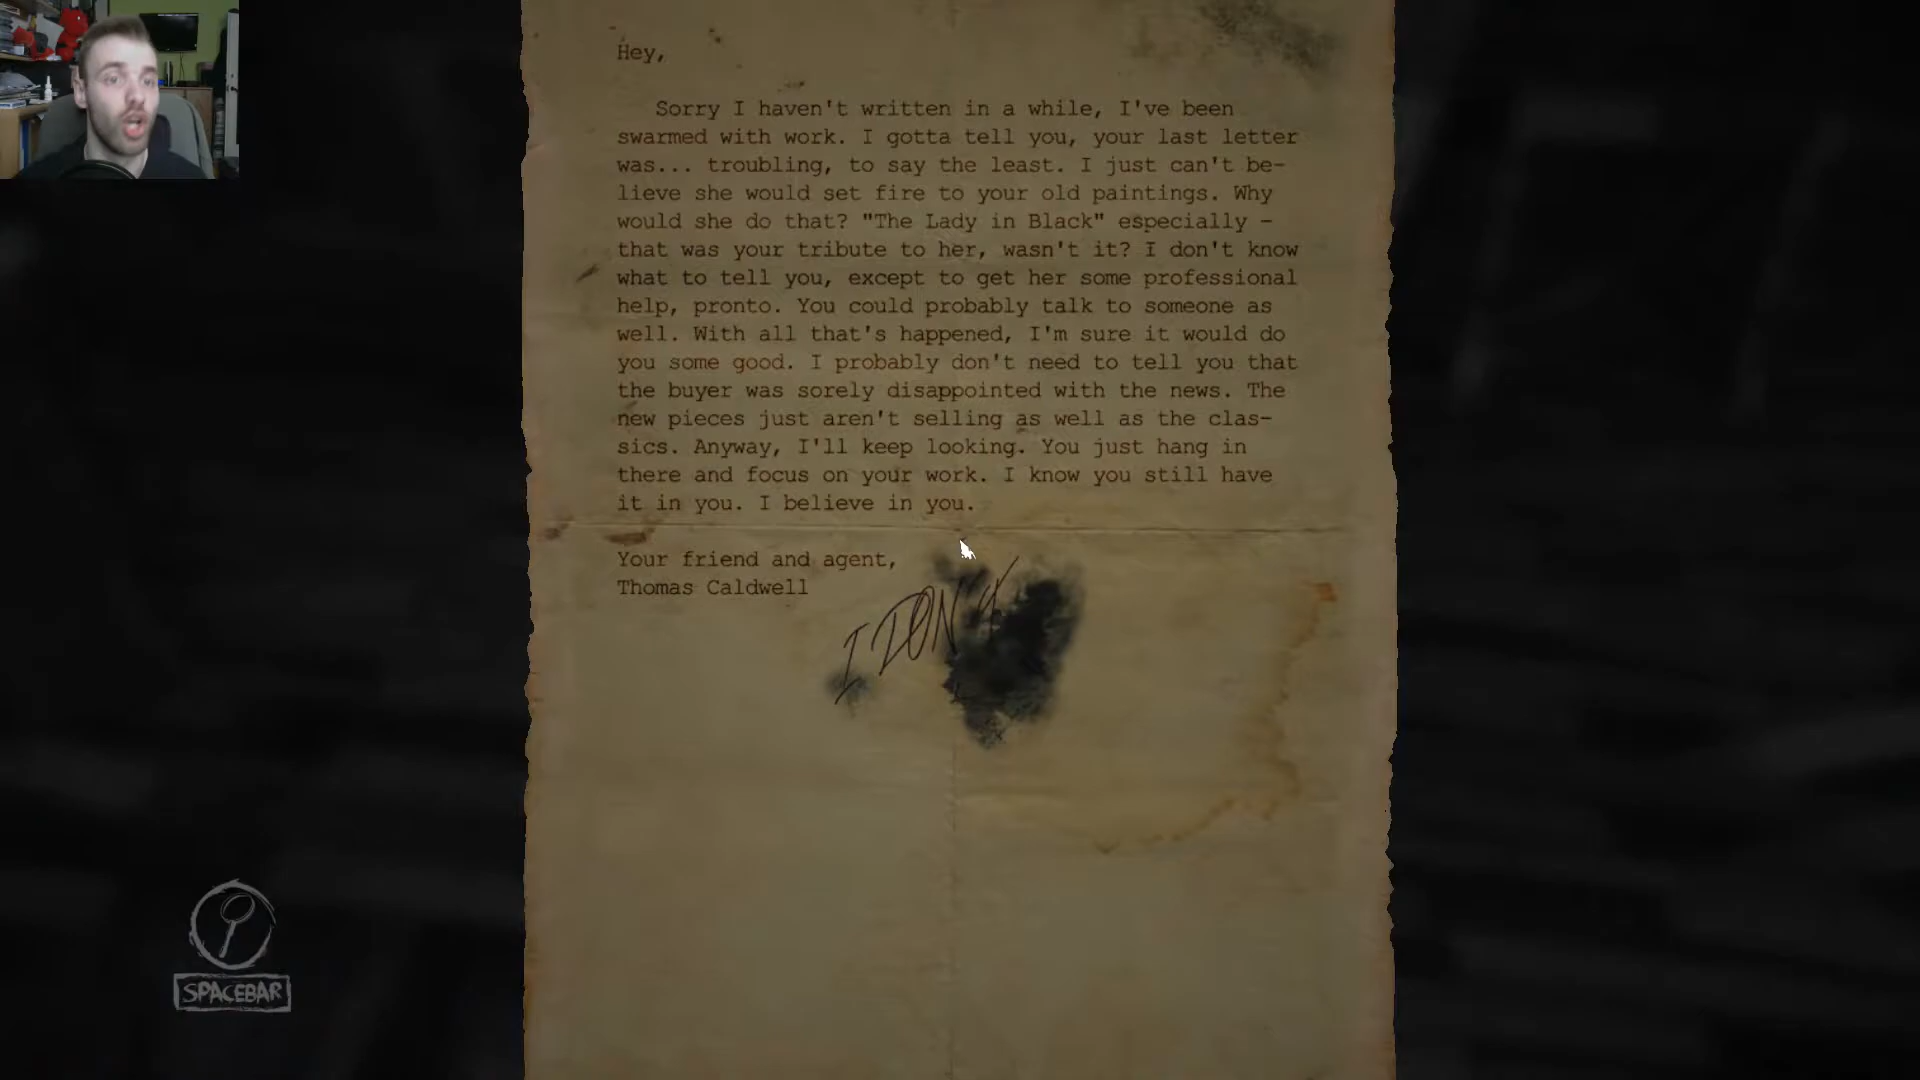 Hey,
Sorry I haven't written in a while, I've been
swarmed with work. I gotta tell you, your last letter
was... troubling, to say the least. I just can't be-
lieve she would set fire to your old paintings. Why
would she do that? "The Lady in Black" especially -
that was your tribute to her, wasn't it? I don't know
what to tell you, except to get her some professional
help, pronto. You could probably talk to someone as
well. With all that's happened, I'm sure it would do
you some good. I probably don't need to tell you that
the buyer was sorely disappointed with the news. The
new pieces just aren't selling as well as the clas-
sics. Anyway, I'll keep looking. You just hang in
there and focus on your work. I know you still have
it in you. I believe in you.
Your friend and agent,
Thomas Caldwell
I DON'T
SPACEBAR